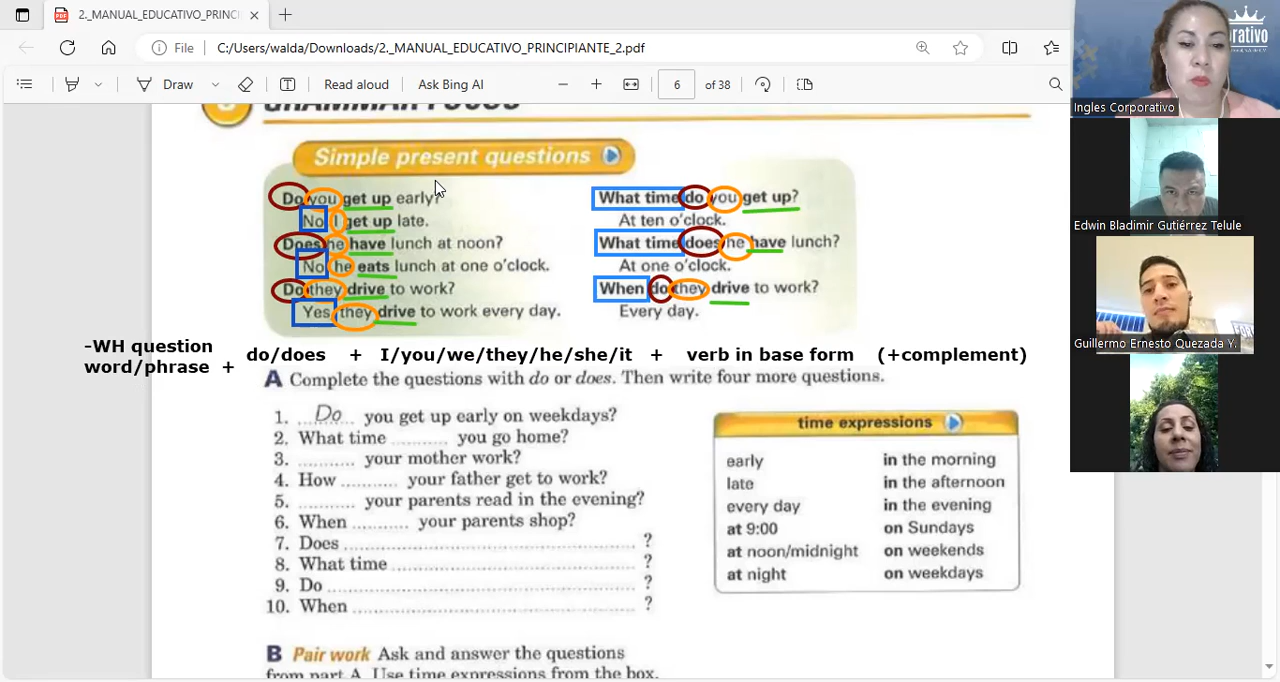 2._MANUAL_EDUCATIVO_PRINCI
File C:/Users/walda/Downloads/2._MANUAL_EDUCATIVO_PRINCIPIANTE_2.pdf
Draw Read aloud Ask Bing AI 6 of 38
GRAMMAR FOCUS
Simple present questions
Do you get up early?
No, I get up late.
Does he have lunch at noon?
No, he eats lunch at one o'clock.
Do they drive to work?
Yes, they drive to work every day.
What time do you get up?
At ten o'clock.
What time does he have lunch?
At one o'clock.
When do they drive to work?
Every day.
-WH question
word/phrase + do/does + I/you/we/they/he/she/it + verb in base form (+complement)
A Complete the questions with do or does. Then write four more questions.
1. Do you get up early on weekdays?
2. What time ......... you go home?
3. ......... your mother work?
4. How ......... your father get to work?
5. ......... your parents read in the evening?
6. When ......... your parents shop?
7. Does ......... ?
8. What time ......... ?
9. Do ......... ?
10. When ......... ?
time expressions
early in the morning
late in the afternoon
every day in the evening
at 9:00 on Sundays
at noon/midnight on weekends
at night on weekdays
B Pair work Ask and answer the questions
from part A. Use time expressions from the box.
orativo
Ingles Corporativo
Edwin Bladimir Gutiérrez Telule
Guillermo Ernesto Quezada Y.